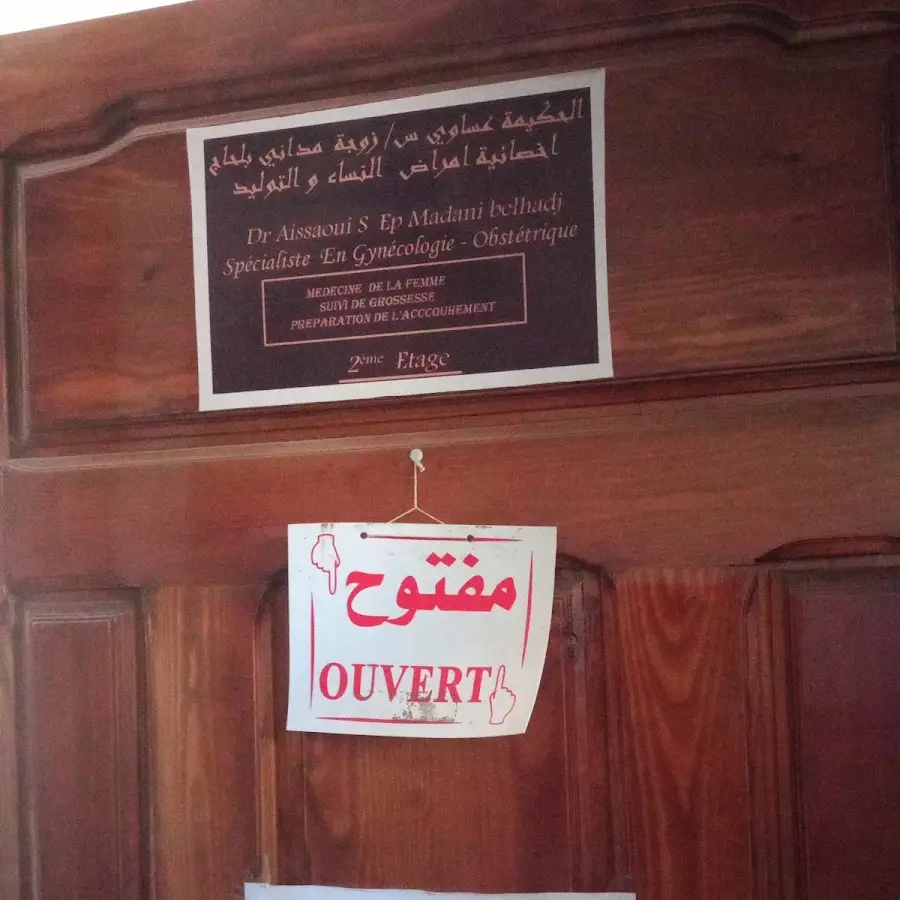 الحكيمة عساوي س/ زوجة مداني بلحاج
اخصائية امراض النساء و التوليد
Dr Aissaoui S Ep Madani belhadj
Spécialiste En Gynécologie - Obstétrique
MEDECINE DE LA FEMME
SUIVI DE GROSSESSE
PREPARATION DE L'ACCCOUHEMENT
2ème Etage
مفتوح
OUVERT